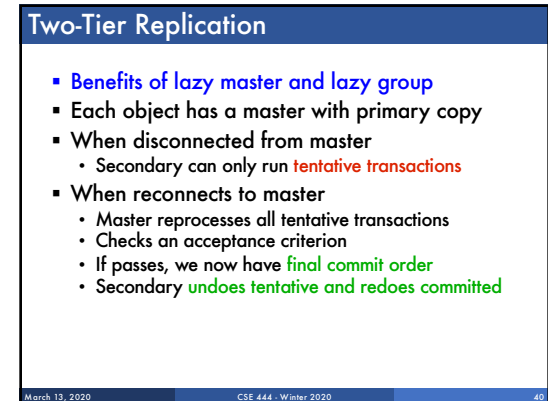 Two-Tier Replication
▪ Benefits of lazy master and lazy group
▪ Each object has a master with primary copy
▪ When disconnected from master
• Secondary can only run tentative transactions
▪ When reconnects to master
• Master reprocesses all tentative transactions
• Checks an acceptance criterion
• If passes, we now have final commit order
• Secondary undoes tentative and redoes committed
March 13, 2020 CSE 444 - Winter 2020 40